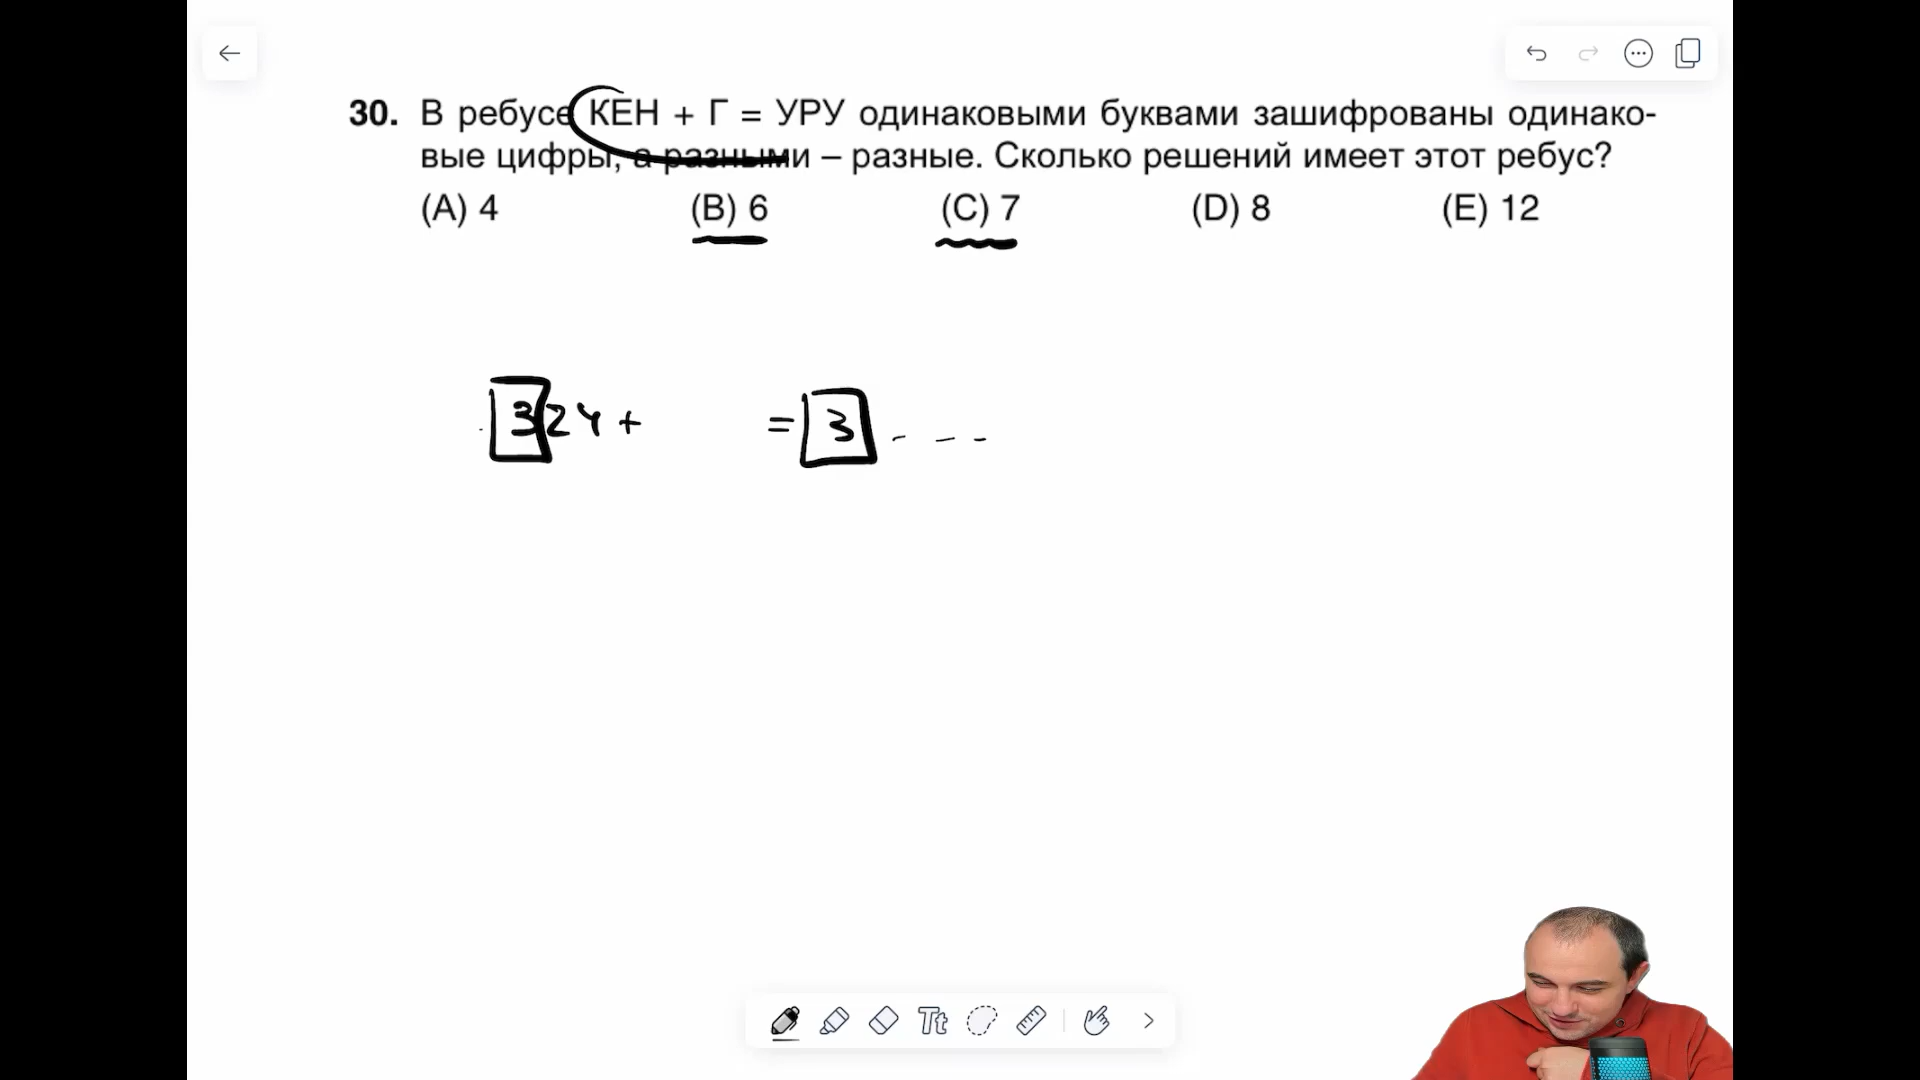 30. В ребусе КЕН + Г = УРУ одинаковыми буквами зашифрованы одинако-
вые цифры, а разными – разные. Сколько решений имеет этот ребус?
(A) 4 (B) 6 (C) 7 (D) 8 (E) 12
324 + = 3 . - - -
Tt